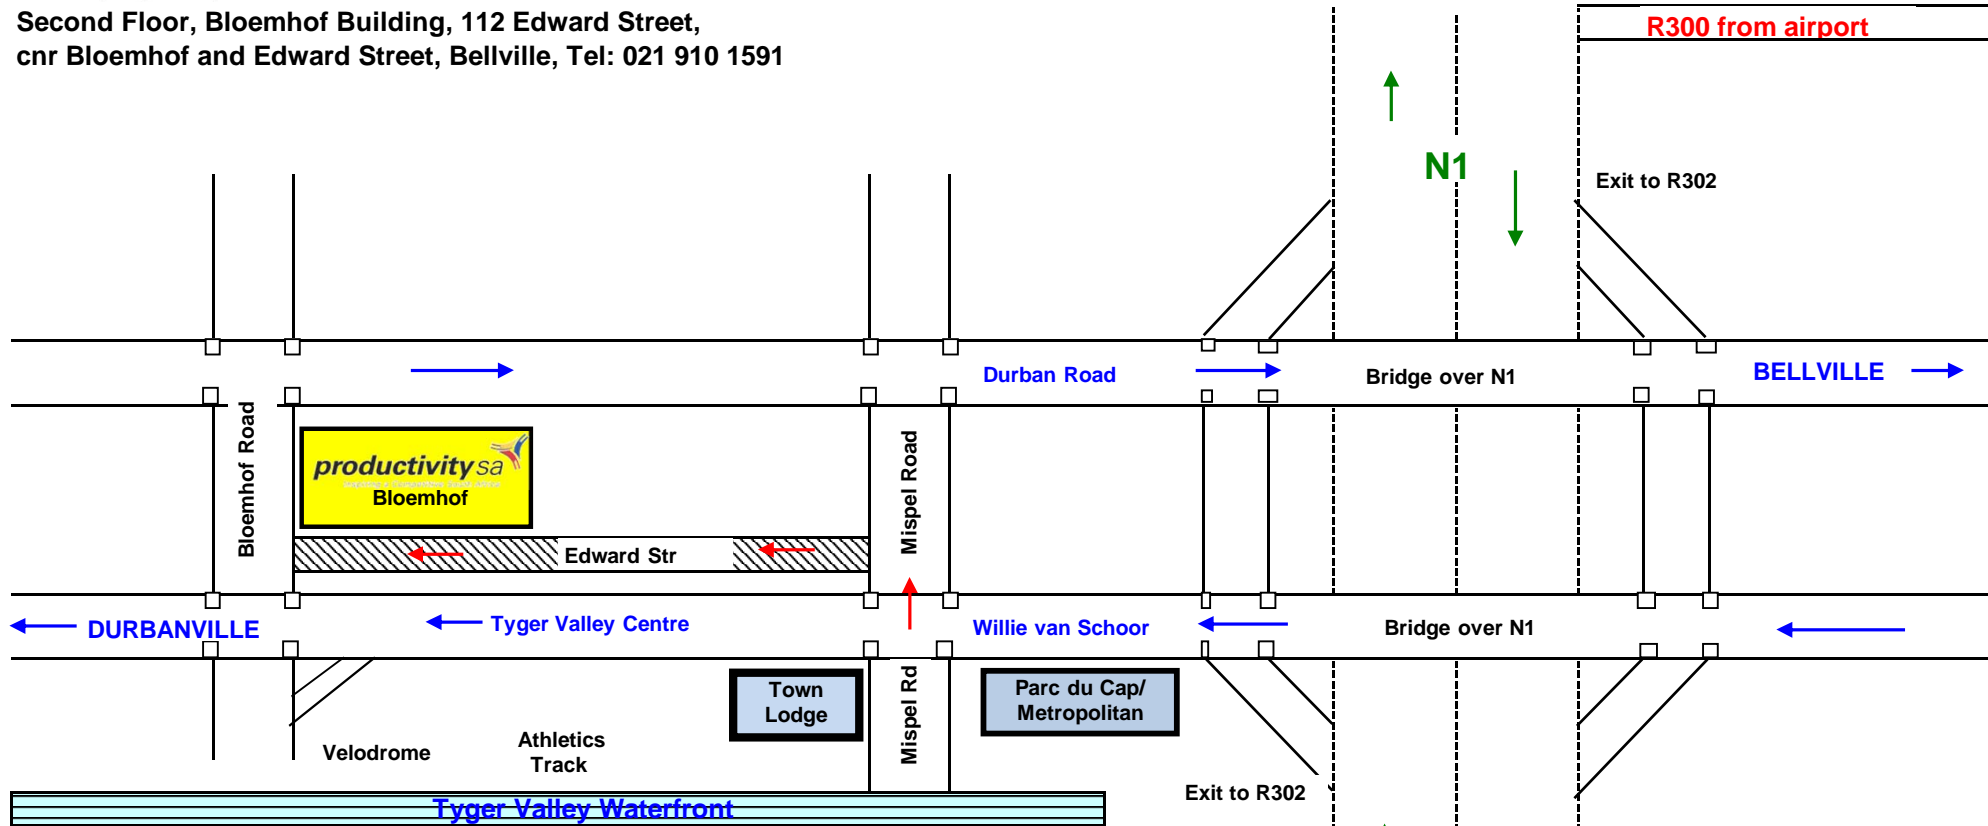 Second Floor, Bloemhof Building, 112 Edward Street,
cnr Bloemhof and Edward Street, Bellville, Tel: 021 910 1591
R300 from airport
N1
Exit to R302
Durban Road
Bridge over N1
BELLVILLE
Bloemhof Road
productivity sa
Bloemhof
Mispel Road
Edward Str
DURBANVILLE
Tyger Valley Centre
Willie van Schoor
Bridge over N1
Town
Lodge
Mispel Rd
Parc du Cap/
Metropolitan
Velodrome
Athletics
Track
Exit to R302
Tyger Valley Waterfront